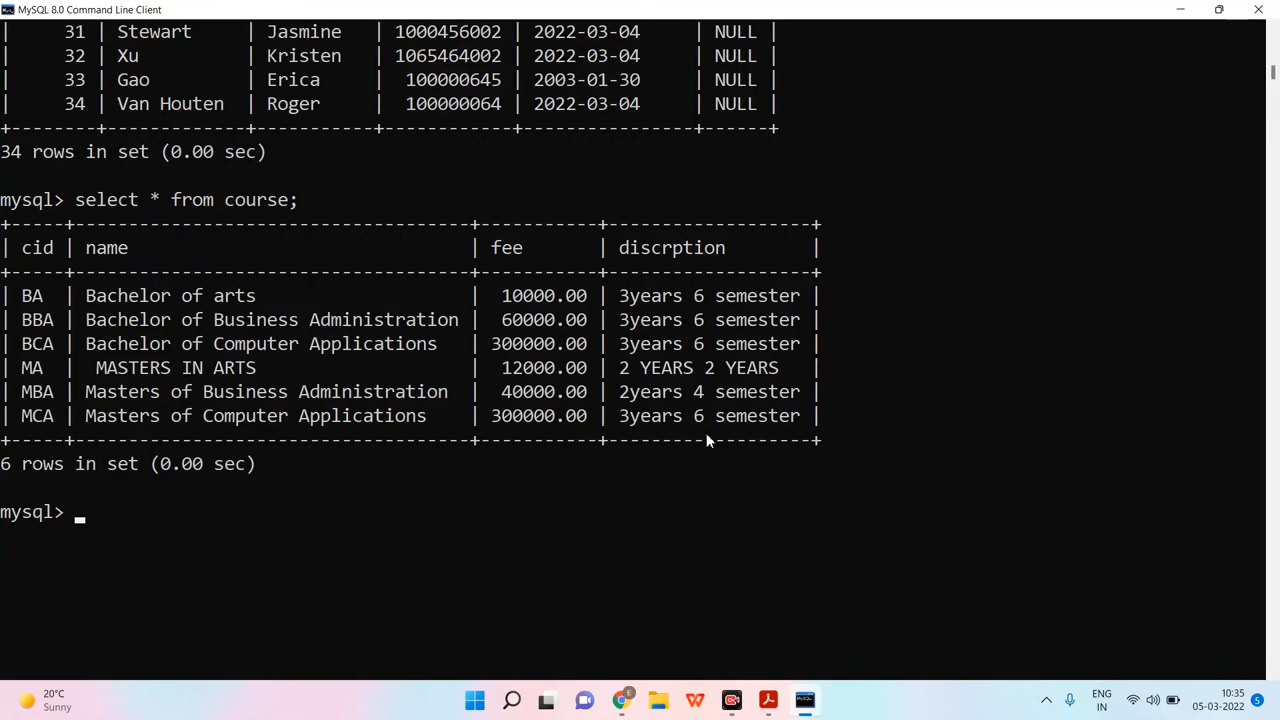 MySQL 8.0 Command Line Client
|     31 | Stewart     | Jasmine   | 1000456002 | 2022-03-04     | NULL |
|     32 | Xu          | Kristen   | 1065464002 | 2022-03-04     | NULL |
|     33 | Gao         | Erica     |  100000645 | 2003-01-30     | NULL |
|     34 | Van Houten  | Roger     |  100000064 | 2022-03-04     | NULL |
+--------+-------------+-----------+------------+----------------+------+
34 rows in set (0.00 sec)
mysql> select * from course;
+-----+-------------------------------------+-----------+-------------------+
| cid | name                                | fee       | discrption        |
+-----+-------------------------------------+-----------+-------------------+
| BA  | Bachelor of arts                    |  10000.00 | 3years 6 semester |
| BBA | Bachelor of Business Administration |  60000.00 | 3years 6 semester |
| BCA | Bachelor of Computer Applications   | 300000.00 | 3years 6 semester |
| MA  |  MASTERS IN ARTS                    |  12000.00 | 2 YEARS 2 YEARS   |
| MBA | Masters of Business Administration  |  40000.00 | 2years 4 semester |
| MCA | Masters of Computer Applications    | 300000.00 | 3years 6 semester |
+-----+-------------------------------------+-----------+-------------------+
6 rows in set (0.00 sec)
mysql> _
20°C
Sunny
ENG
IN
10:35
05-03-2022
5